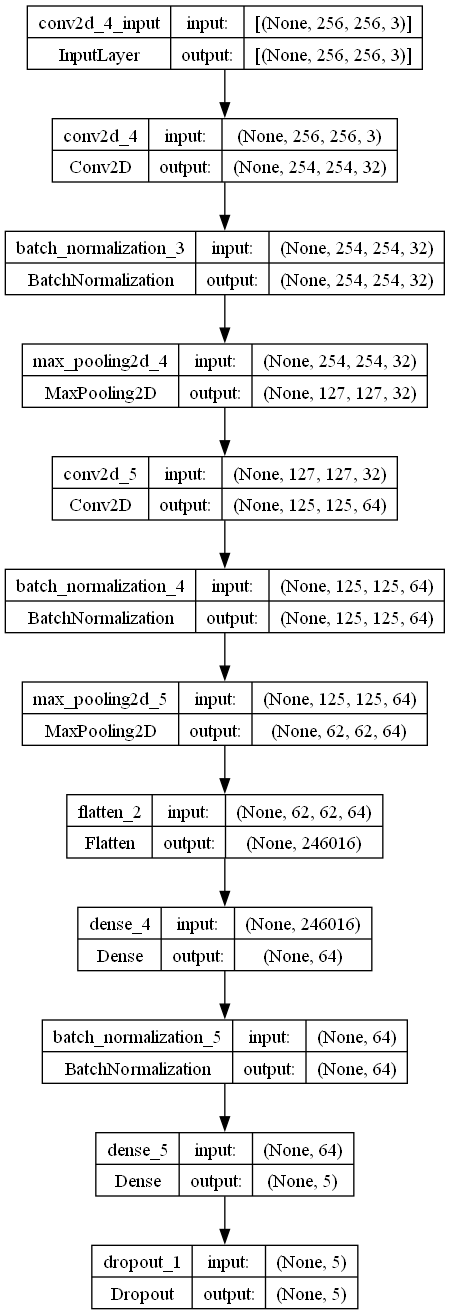 conv2d_4_input input: [(None, 256, 256, 3)]
InputLayer output: [(None, 256, 256, 3)]
conv2d_4 input: (None, 256, 256, 3)
Conv2D output: (None, 254, 254, 32)
batch_normalization_3 input: (None, 254, 254, 32)
BatchNormalization output: (None, 254, 254, 32)
max_pooling2d_4 input: (None, 254, 254, 32)
MaxPooling2D output: (None, 127, 127, 32)
conv2d_5 input: (None, 127, 127, 32)
Conv2D output: (None, 125, 125, 64)
batch_normalization_4 input: (None, 125, 125, 64)
BatchNormalization output: (None, 125, 125, 64)
max_pooling2d_5 input: (None, 125, 125, 64)
MaxPooling2D output: (None, 62, 62, 64)
flatten_2 input: (None, 62, 62, 64)
Flatten output: (None, 246016)
dense_4 input: (None, 246016)
Dense output: (None, 64)
batch_normalization_5 input: (None, 64)
BatchNormalization output: (None, 64)
dense_5 input: (None, 64)
Dense output: (None, 5)
dropout_1 input: (None, 5)
Dropout output: (None, 5)